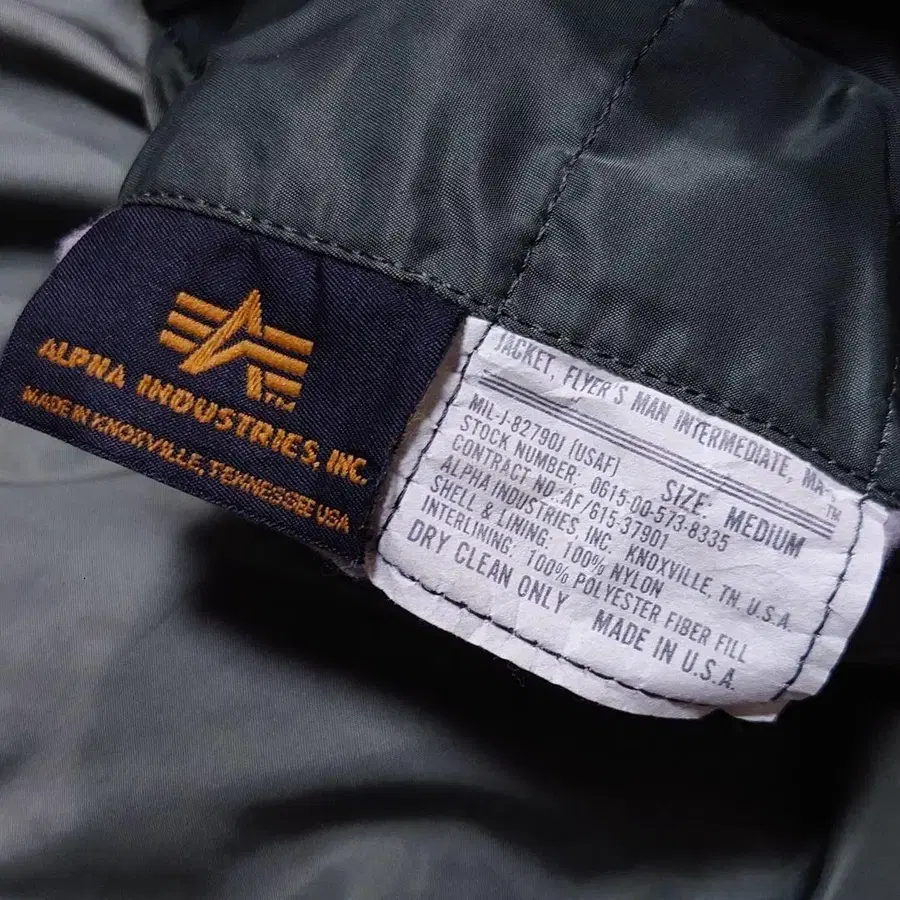 ALPHA INDUSTRIES, INC.
TM
MADE IN KNOXVILLE, TENNESSEE USA
JACKET, FLYER'S MAN INTERMEDIATE, MA-
TM
SIZE: MEDIUM
MIL-J-82790J (USAF)
STOCK NUMBER: 0615-00-573-8335
CONTRACT NO: AF/615-37901
ALPHA INDUSTRIES, INC. KNOXVILLE, TN. U.S.A.
SHELL & LINING: 100% NYLON
INTERLINING: 100% POLYESTER FIBER FILL
DRY CLEAN ONLY
MADE IN U.S.A.